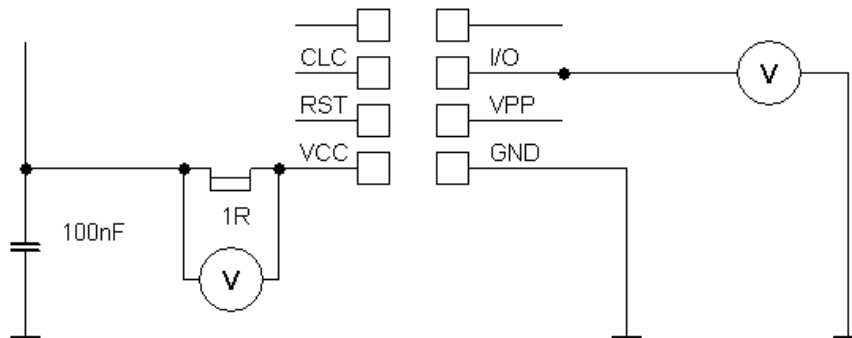 CLC I/O
V
RST VPP
VCC GND
1R
100nF
V